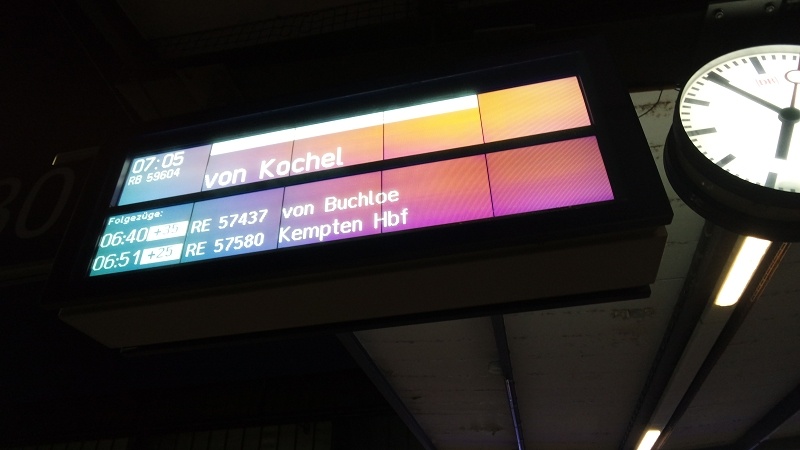 07:05
RB 59604
von Kochel
Folgezüge:
06:40 +35 RE 57437 von Buchloe
06:51 +25 RE 57580 Kempten Hbf
30